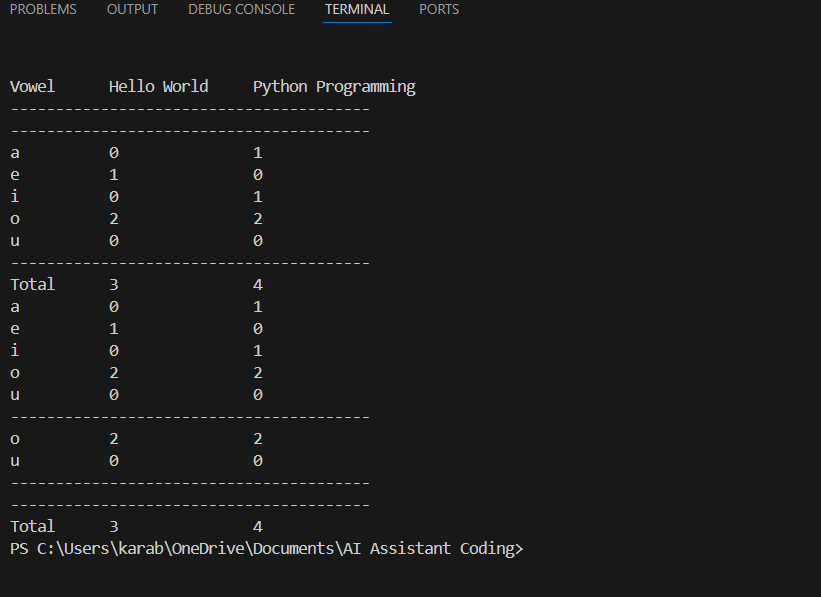 PROBLEMS OUTPUT DEBUG CONSOLE TERMINAL PORTS
Vowel Hello World Python Programming
----------------------------------------
----------------------------------------
a 0 1
e 1 0
i 0 1
o 2 2
u 0 0
----------------------------------------
Total 3 4
a 0 1
e 1 0
i 0 1
o 2 2
u 0 0
----------------------------------------
o 2 2
u 0 0
----------------------------------------
----------------------------------------
Total 3 4
PS C:\Users\karab\OneDrive\Documents\AI Assistant Coding>